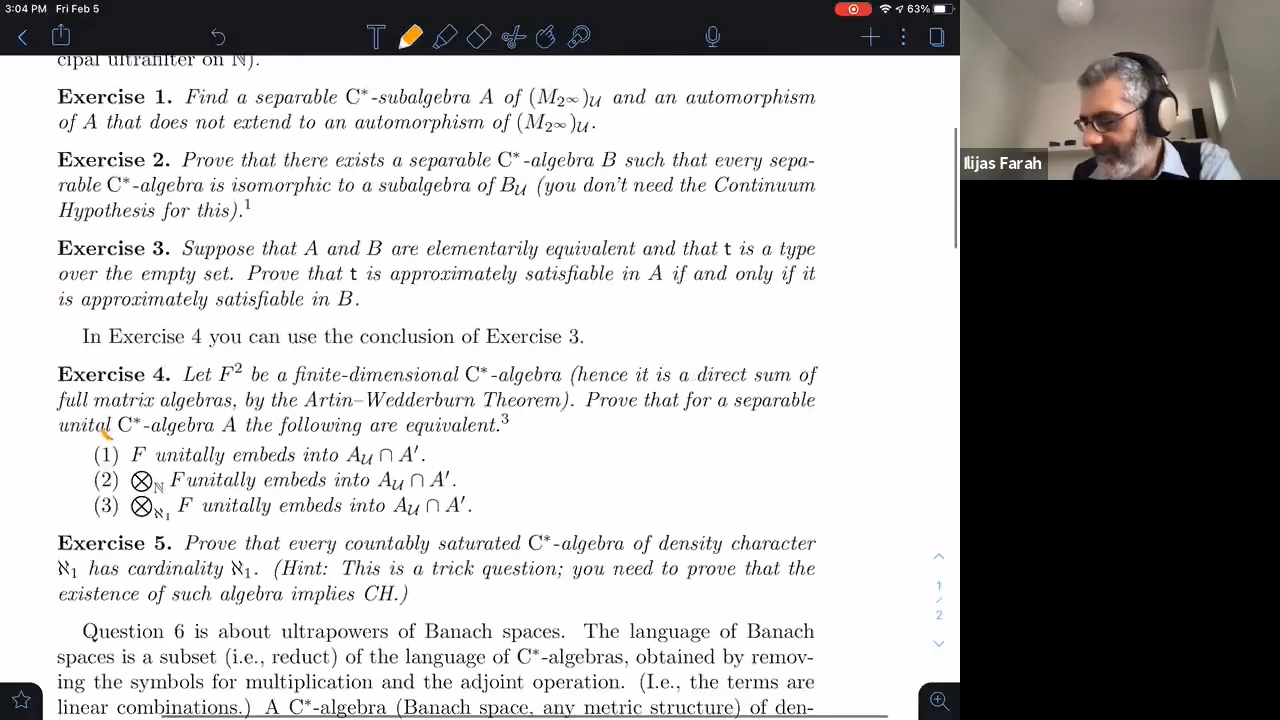 3:04 PM Fri Feb 5
63%
cipal ultrafilter on ℕ).
Exercise 1. Find a separable C*-subalgebra A of (M₂∞)𝒰 and an automorphism
of A that does not extend to an automorphism of (M₂∞)𝒰.
Exercise 2. Prove that there exists a separable C*-algebra B such that every sepa-
rable C*-algebra is isomorphic to a subalgebra of B𝒰 (you don't need the Continuum
Hypothesis for this).¹
Exercise 3. Suppose that A and B are elementarily equivalent and that t is a type
over the empty set. Prove that t is approximately satisfiable in A if and only if it
is approximately satisfiable in B.
In Exercise 4 you can use the conclusion of Exercise 3.
Exercise 4. Let F² be a finite-dimensional C*-algebra (hence it is a direct sum of
full matrix algebras, by the Artin–Wedderburn Theorem). Prove that for a separable
unital C*-algebra A the following are equivalent.³
(1) F unitally embeds into A𝒰 ∩ A′.
(2) ⨂ℕ F unitally embeds into A𝒰 ∩ A′.
(3) ⨂ℵ₁ F unitally embeds into A𝒰 ∩ A′.
Exercise 5. Prove that every countably saturated C*-algebra of density character
ℵ₁ has cardinality ℵ₁. (Hint: This is a trick question; you need to prove that the
existence of such algebra implies CH.)
Question 6 is about ultrapowers of Banach spaces. The language of Banach
spaces is a subset (i.e., reduct) of the language of C*-algebras, obtained by remov-
ing the symbols for multiplication and the adjoint operation. (I.e., the terms are
linear combinations.) A C*-algebra (Banach space, any metric structure) of den-
1
/
2
Ilijas Farah